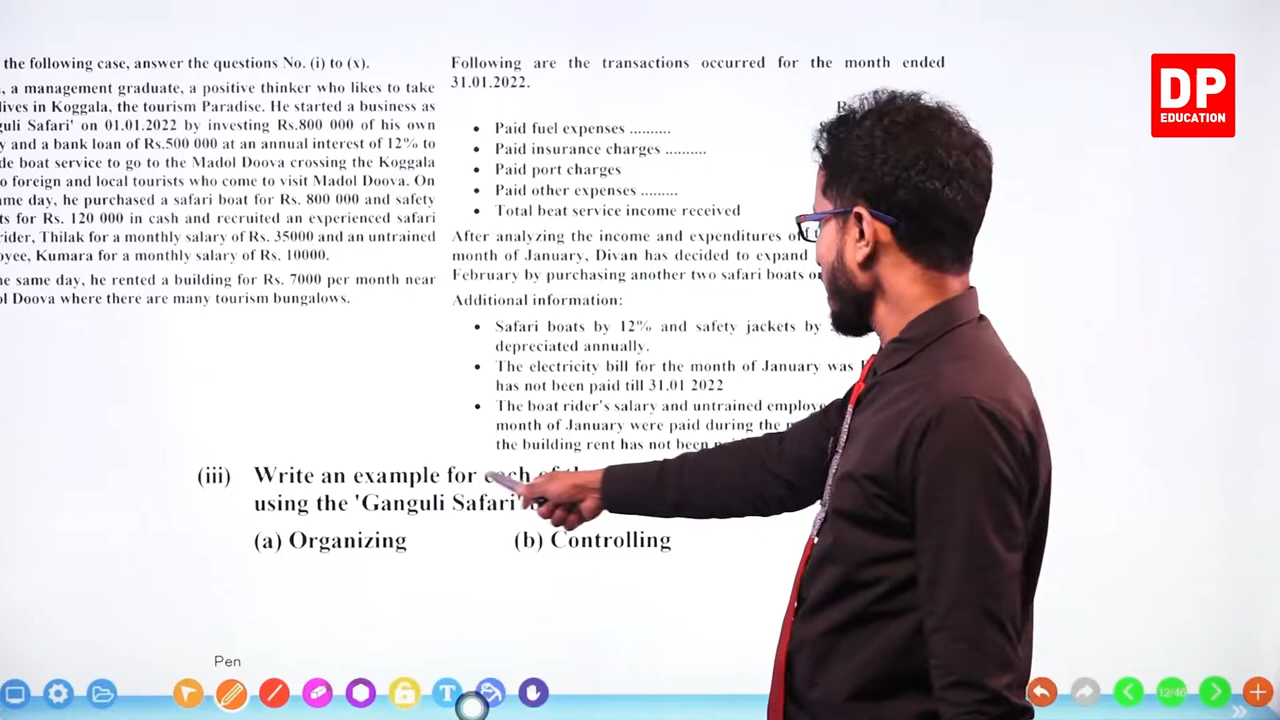 the following case, answer the questions No. (i) to (x).
, a management graduate, a positive thinker who likes to take
lives in Koggala, the tourism Paradise. He started a business as
guli Safari' on 01.01.2022 by investing Rs.800 000 of his own
y and a bank loan of Rs.500 000 at an annual interest of 12% to
de boat service to go to the Madol Doova crossing the Koggala
o foreign and local tourists who come to visit Madol Doova. On
ame day, he purchased a safari boat for Rs. 800 000 and safety
ts for Rs. 120 000 in cash and recruited an experienced safari
rider, Thilak for a monthly salary of Rs. 35000 and an untrained
oyee, Kumara for a monthly salary of Rs. 10000.
he same day, he rented a building for Rs. 7000 per month near
ol Doova where there are many tourism bungalows.
Following are the transactions occurred for the month ended
31.01.2022.
• Paid fuel expenses ..........
• Paid insurance charges ..........
• Paid port charges
• Paid other expenses .........
• Total beat service income received
After analyzing the income and expenditures of
month of January, Divan has decided to expand
February by purchasing another two safari boats
Additional information:
• Safari boats by 12% and safety jackets by
depreciated annually.
• The electricity bill for the month of January was
has not been paid till 31.01 2022
• The boat rider's salary and untrained
month of January were paid during the
the building rent has not been
(iii) Write an example for each of
using the 'Ganguli Safari'
(a) Organizing (b) Controlling
DP
EDUCATION
Pen
T
12/46